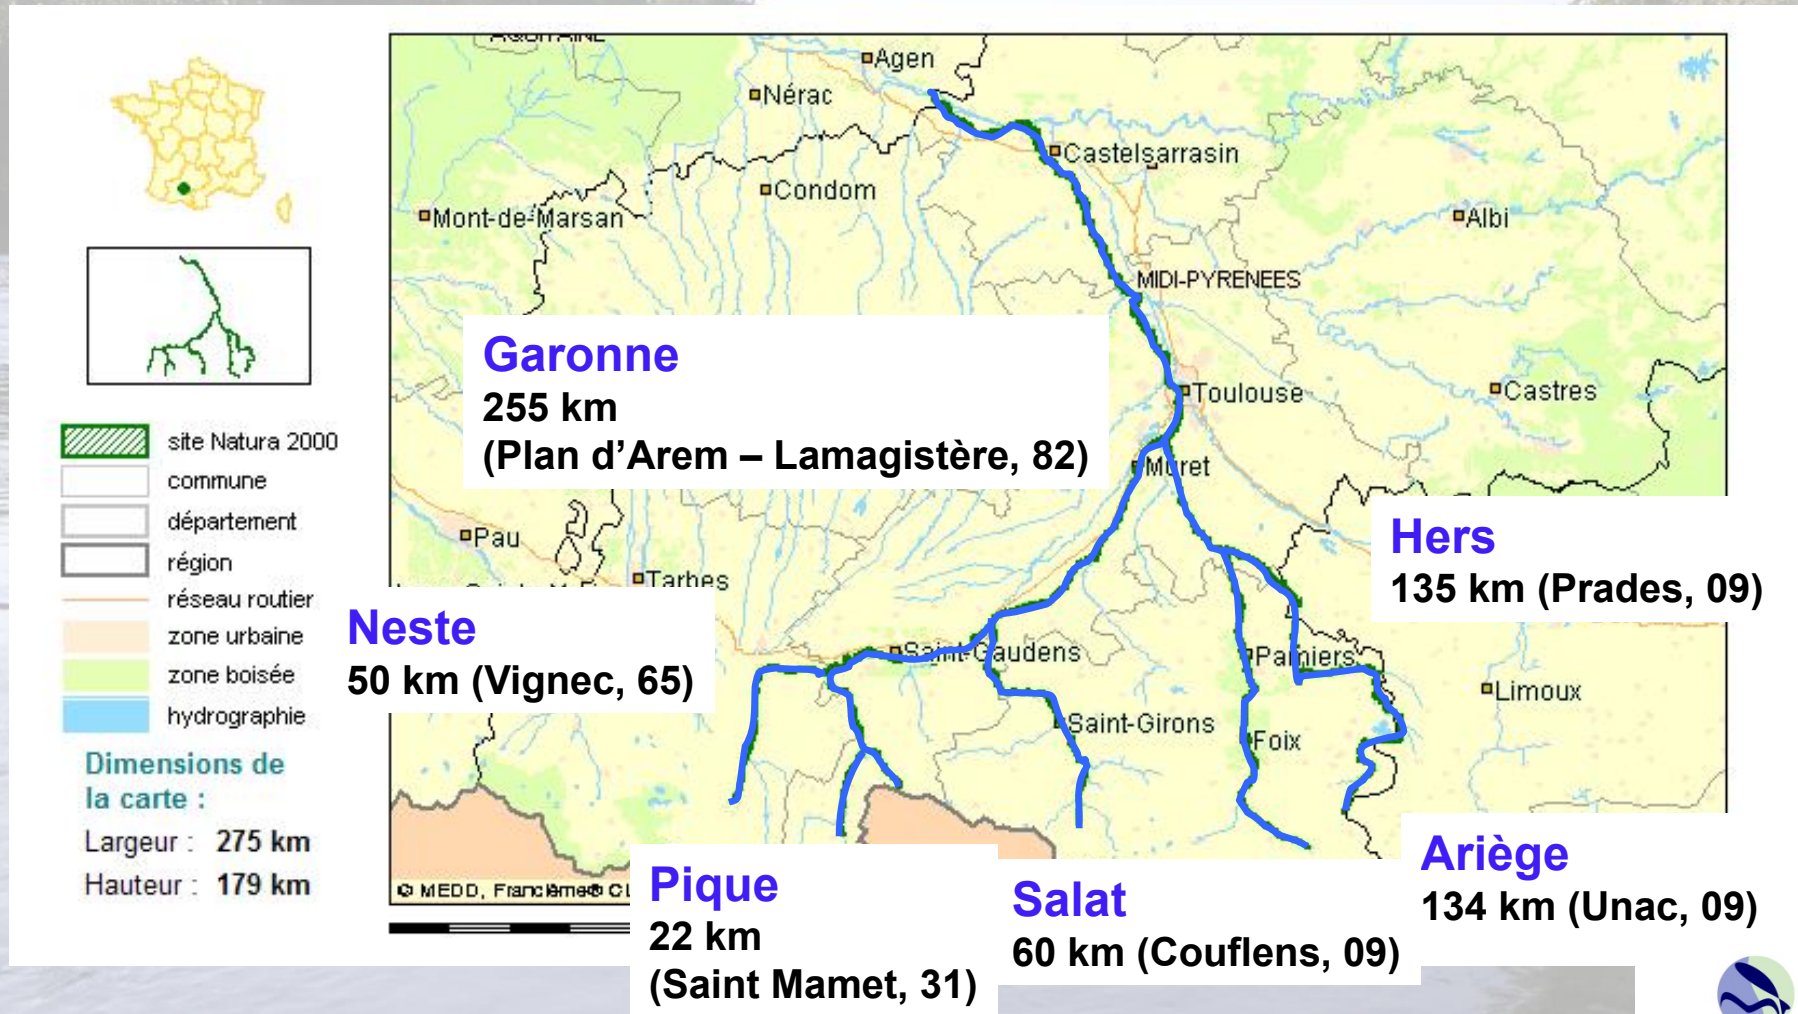 AQUITAINE
Agen
Nérac
Castelsarrasin
Condom
Mont-de-Marsan
Albi
MIDI-PYRENEES
Garonne
255 km
(Plan d’Arem – Lamagistère, 82)
Toulouse
Castres
Muret
site Natura 2000
commune
département
région
réseau routier
zone urbaine
zone boisée
hydrographie
Pau
Tarbes
Hers
135 km (Prades, 09)
Neste
50 km (Vignec, 65)
Saint-Gaudens
Pamiers
Limoux
Saint-Girons
Foix
Dimensions de
la carte :
Largeur : 275 km
Hauteur : 179 km
© MEDD, Franclème® CL
Pique
22 km
(Saint Mamet, 31)
Salat
60 km (Couflens, 09)
Ariège
134 km (Unac, 09)